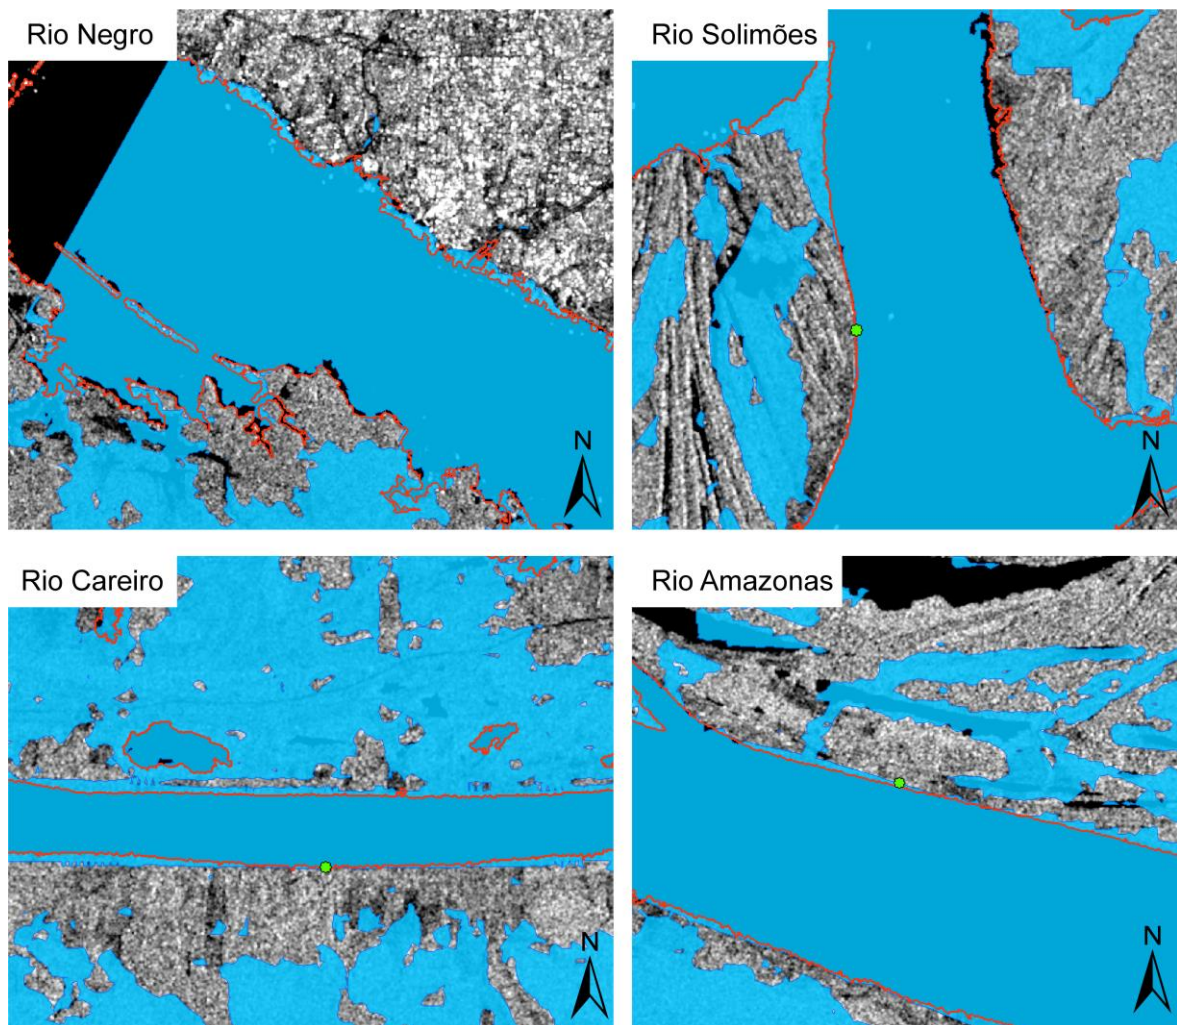 Rio Negro
Rio Solimões
N
N
Rio Careiro
Rio Amazonas
N
N